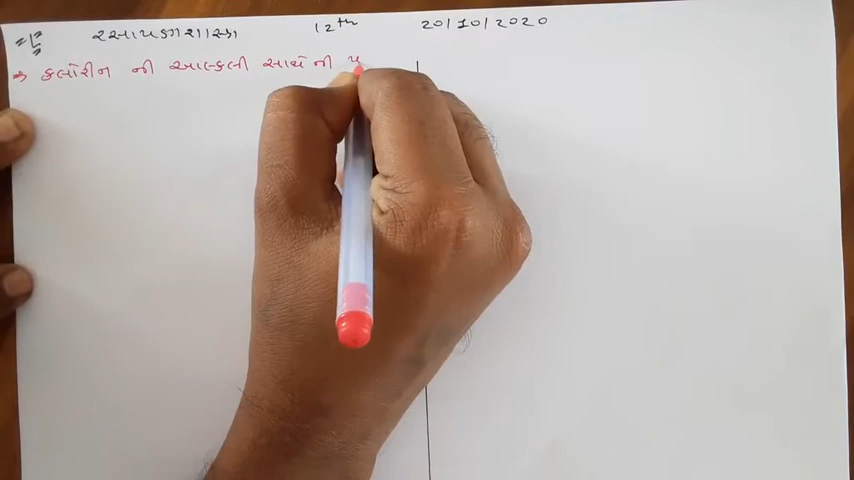 રસાયણશાસ્ત્ર 12th 20/10/2020
⇒ ક્લોરીન ની આલ્કલી સાથે ની પ્ર